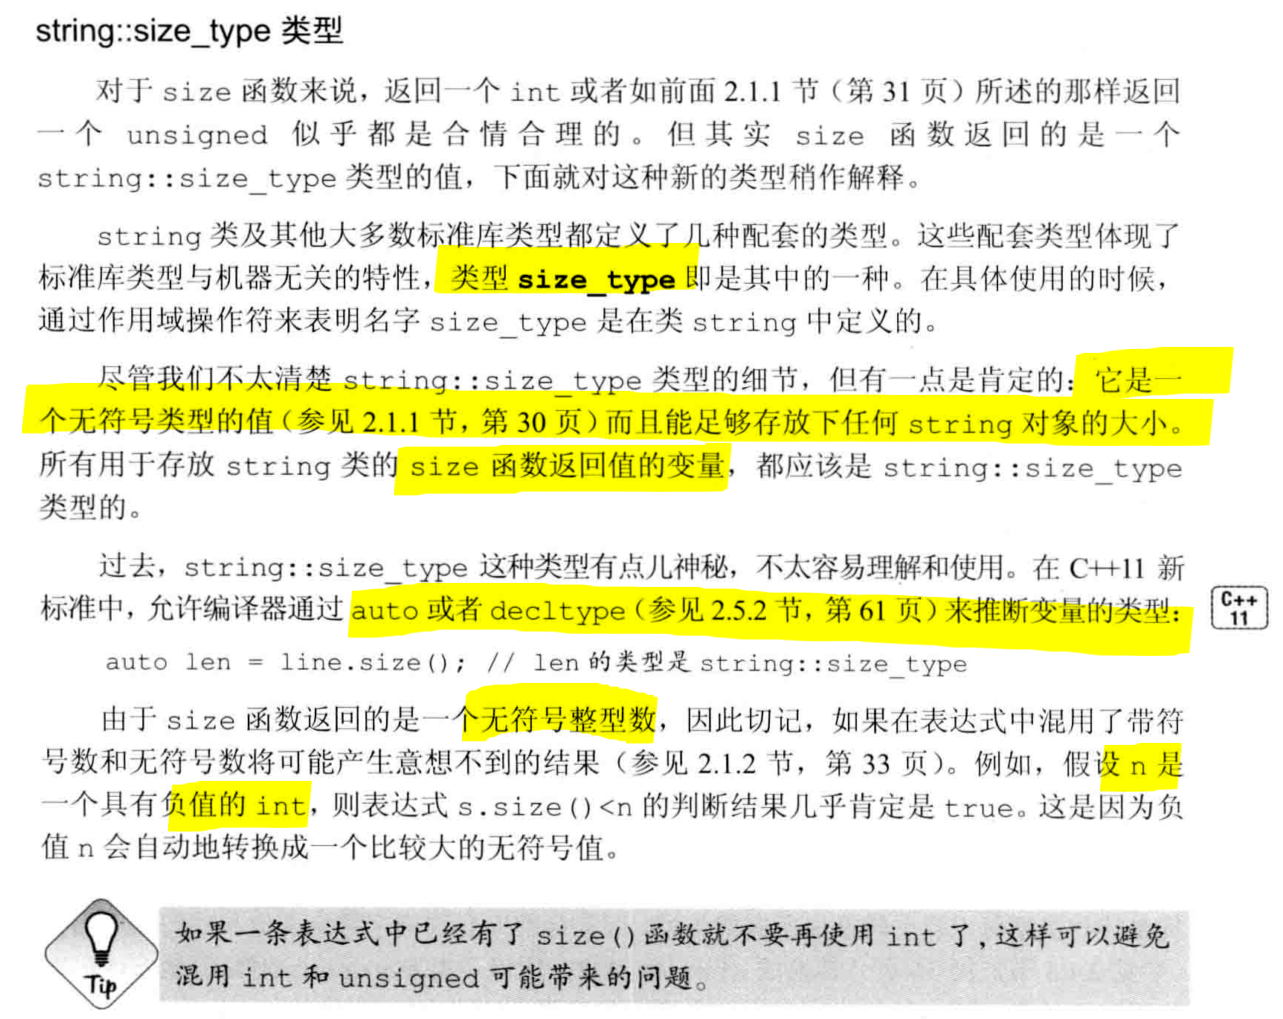 string::size_type 类型
对于 size 函数来说，返回一个 int 或者如前面 2.1.1 节（第 31 页）所述的那样返回
一个 unsigned 似乎都是合情合理的。但其实 size 函数返回的是一个
string::size_type 类型的值，下面就对这种新的类型稍作解释。
string 类及其他大多数标准库类型都定义了几种配套的类型。这些配套类型体现了
标准库类型与机器无关的特性，类型 size_type 即是其中的一种。在具体使用的时候，
通过作用域操作符来表明名字 size_type 是在类 string 中定义的。
尽管我们不太清楚 string::size_type 类型的细节，但有一点是肯定的：它是一
个无符号类型的值（参见 2.1.1 节，第 30 页）而且能足够存放下任何 string 对象的大小。
所有用于存放 string 类的 size 函数返回值的变量，都应该是 string::size_type
类型的。
过去，string::size_type 这种类型有点儿神秘，不太容易理解和使用。在 C++11 新
标准中，允许编译器通过 auto 或者 decltype（参见 2.5.2 节，第 61 页）来推断变量的类型：
C++
11
auto len = line.size(); // len 的类型是 string::size_type
由于 size 函数返回的是一个无符号整型数，因此切记，如果在表达式中混用了带符
号数和无符号数将可能产生意想不到的结果（参见 2.1.2 节，第 33 页）。例如，假设 n 是
一个具有负值的 int，则表达式 s.size()<n 的判断结果几乎肯定是 true。这是因为负
值 n 会自动地转换成一个比较大的无符号值。
Tip
如果一条表达式中已经有了 size()函数就不要再使用 int 了，这样可以避免
混用 int 和 unsigned 可能带来的问题。